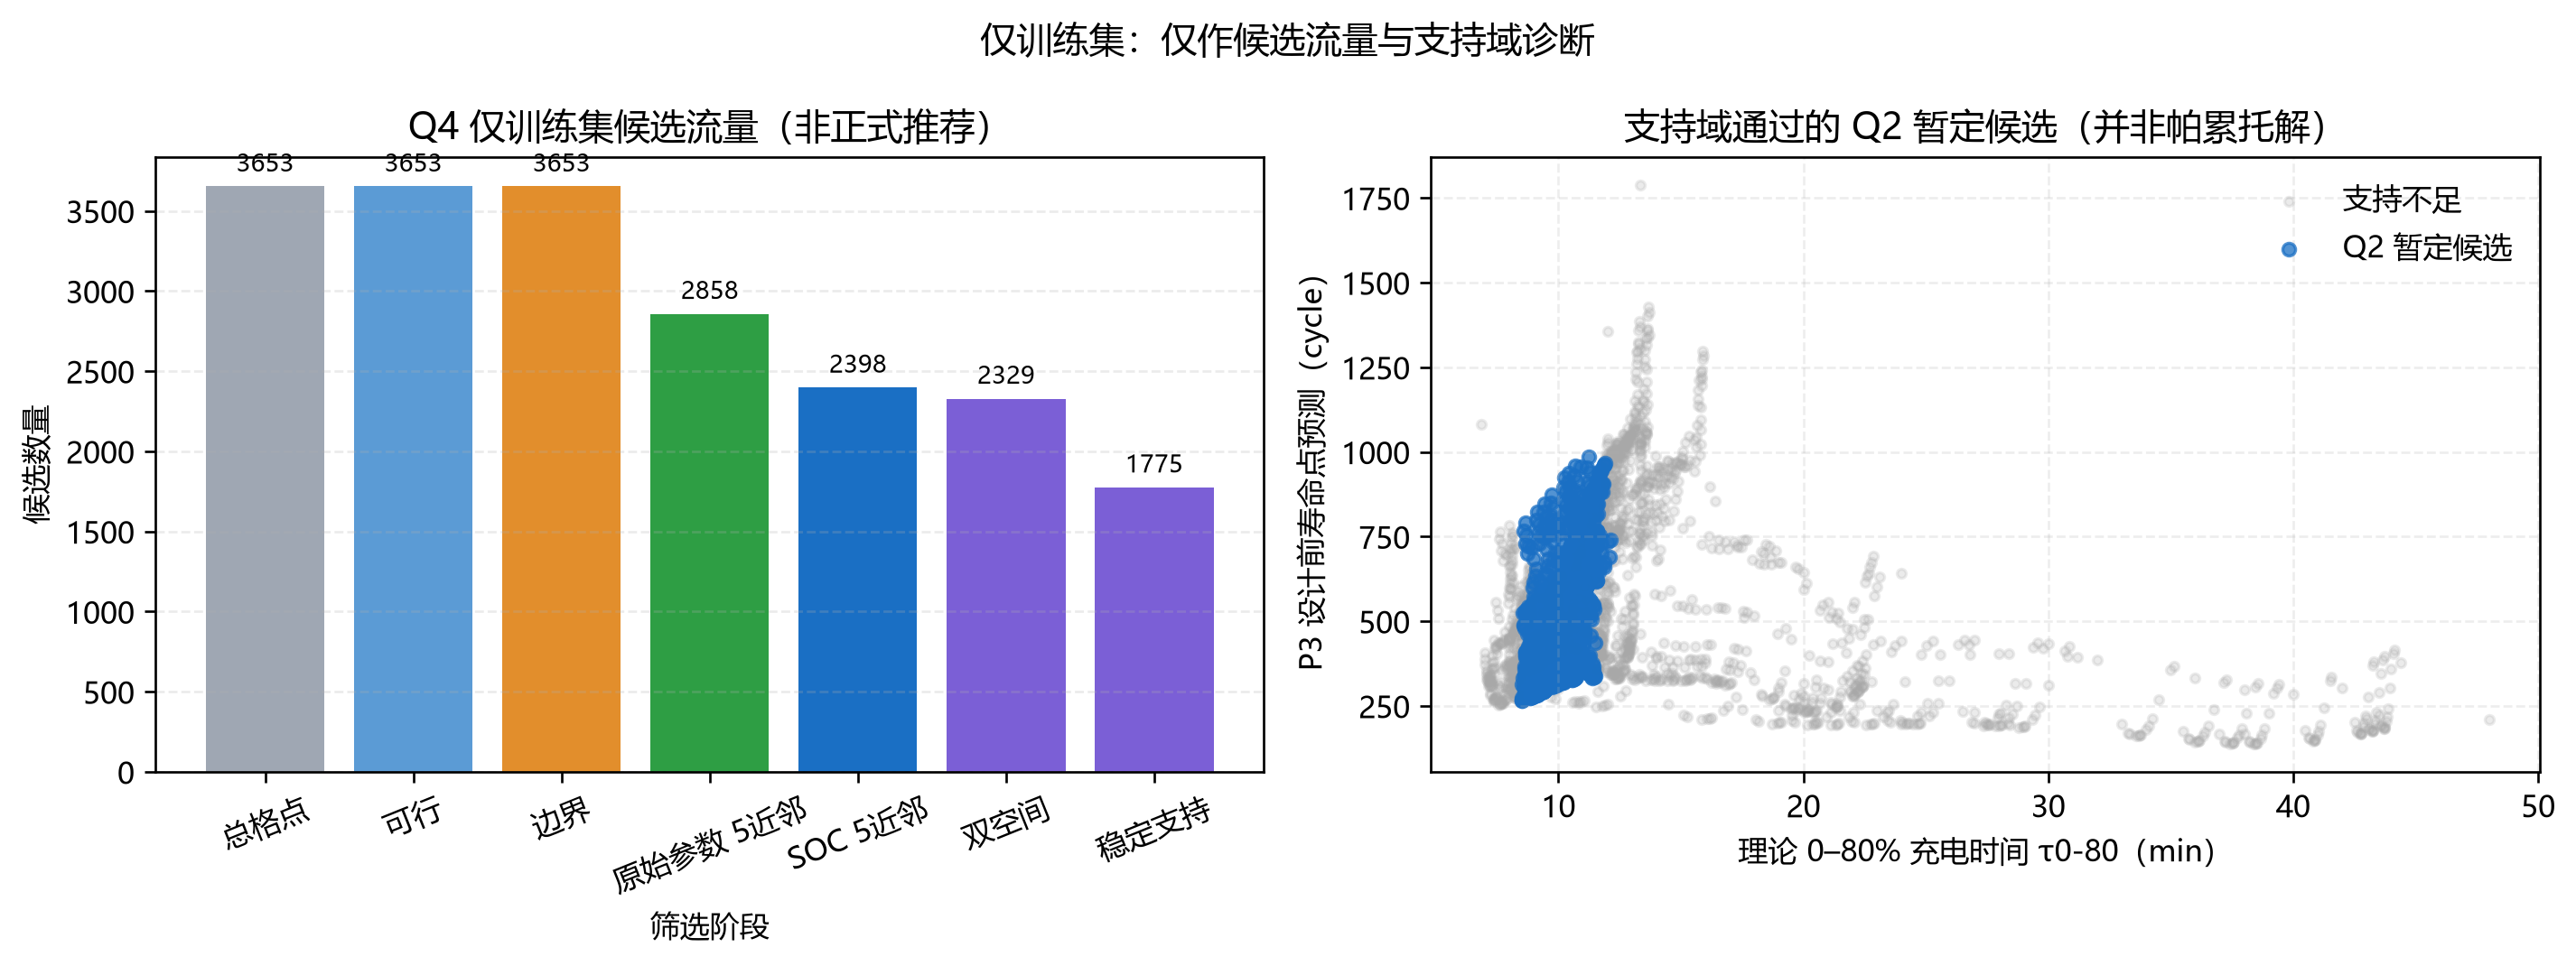 仅训练集：仅作候选流量与支持域诊断
Q4 仅训练集候选流量（非正式推荐）
候选数量
3500
3000
2500
2000
1500
1000
500
0
3653
3653
3653
2858
2398
2329
1775
总格点
可行
边界
原始参数 5近邻
SOC 5近邻
双空间
稳定支持
筛选阶段
支持域通过的 Q2 暂定候选（并非帕累托解）
P3 设计前寿命点预测（cycle）
1750
1500
1250
1000
750
500
250
支持不足
Q2 暂定候选
10
20
30
40
50
理论 0–80% 充电时间 τ0-80（min）